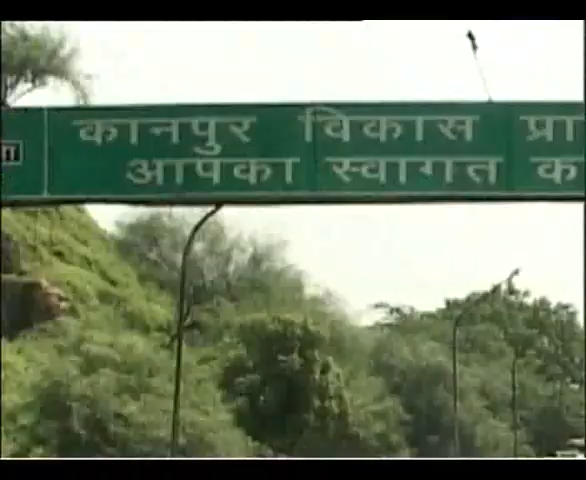 कानपुर विकास प्रा
आपका स्वागत क